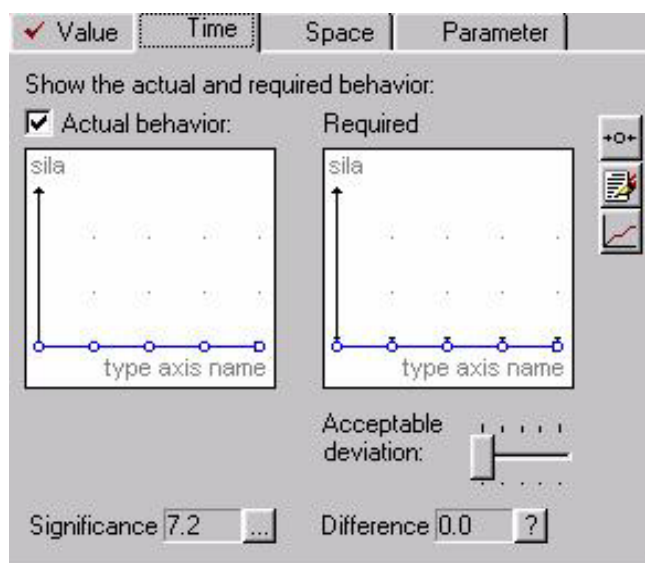 Value Time Space Parameter
Show the actual and required behavior:
Actual behavior: Required
sila sila
type axis name type axis name
Acceptable
deviation:
Significance 7.2 ... Difference 0.0 ?